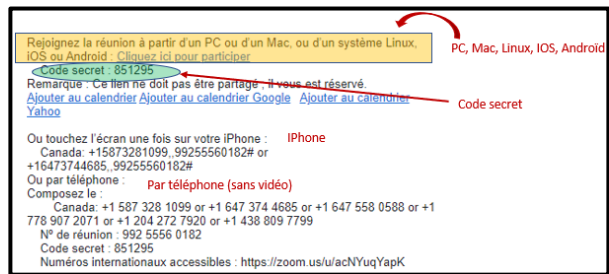 Rejoignez la réunion à partir d'un PC ou d'un Mac, ou d'un système Linux,
iOS ou Android : Cliquez ici pour participer
PC, Mac, Linux, IOS, Androïd
Code secret : 851295
Remarque : Ce lien ne doit pas être partagé ; il vous est réservé.
Ajouter au calendrier Ajouter au calendrier Google Ajouter au calendrier
Yahoo
Code secret
Ou touchez l'écran une fois sur votre iPhone :
IPhone
Canada: +15873281099,,99255560182# or
+16473744685,,99255560182#
Ou par téléphone :
Par téléphone (sans vidéo)
Composez le :
Canada: +1 587 328 1099 or +1 647 374 4685 or +1 647 558 0588 or +1
778 907 2071 or +1 204 272 7920 or +1 438 809 7799
Nº de réunion : 992 5556 0182
Code secret : 851295
Numéros internationaux accessibles : https://zoom.us/u/acNYuqYapK